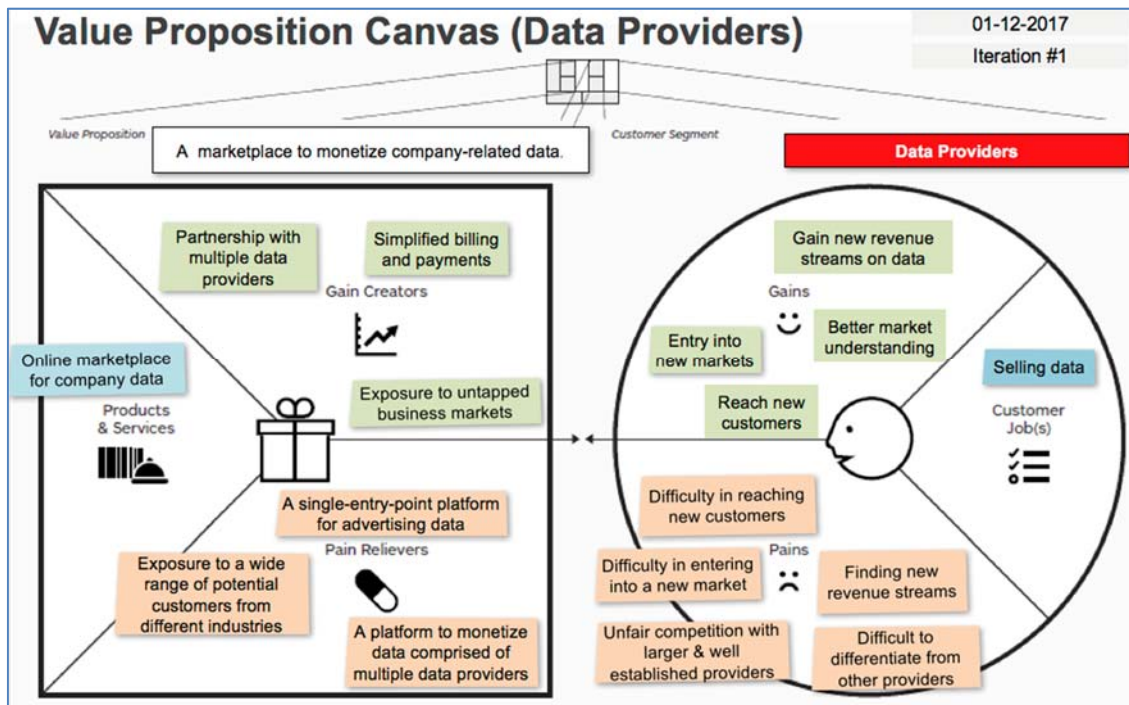 Value Proposition Canvas (Data Providers)
01-12-2017
Iteration #1
Value Proposition
A marketplace to monetize company-related data.
Customer Segment
Data Providers
Partnership with
multiple data
providers
Simplified billing
and payments
Gain Creators
Online marketplace
for company data
Products
& Services
Exposure to untapped
business markets
A single-entry-point platform
for advertising data
Pain Relievers
Exposure to a wide
range of potential
customers from
different industries
A platform to monetize
data comprised of
multiple data providers
Gain new revenue
streams on data
Gains
Entry into
new markets
Better market
understanding
Reach new
customers
Selling data
Customer
Job(s)
Difficulty in reaching
new customers
Difficulty in entering
into a new market
Pains
Finding new
revenue streams
Unfair competition with
larger & well
established providers
Difficult to
differentiate from
other providers